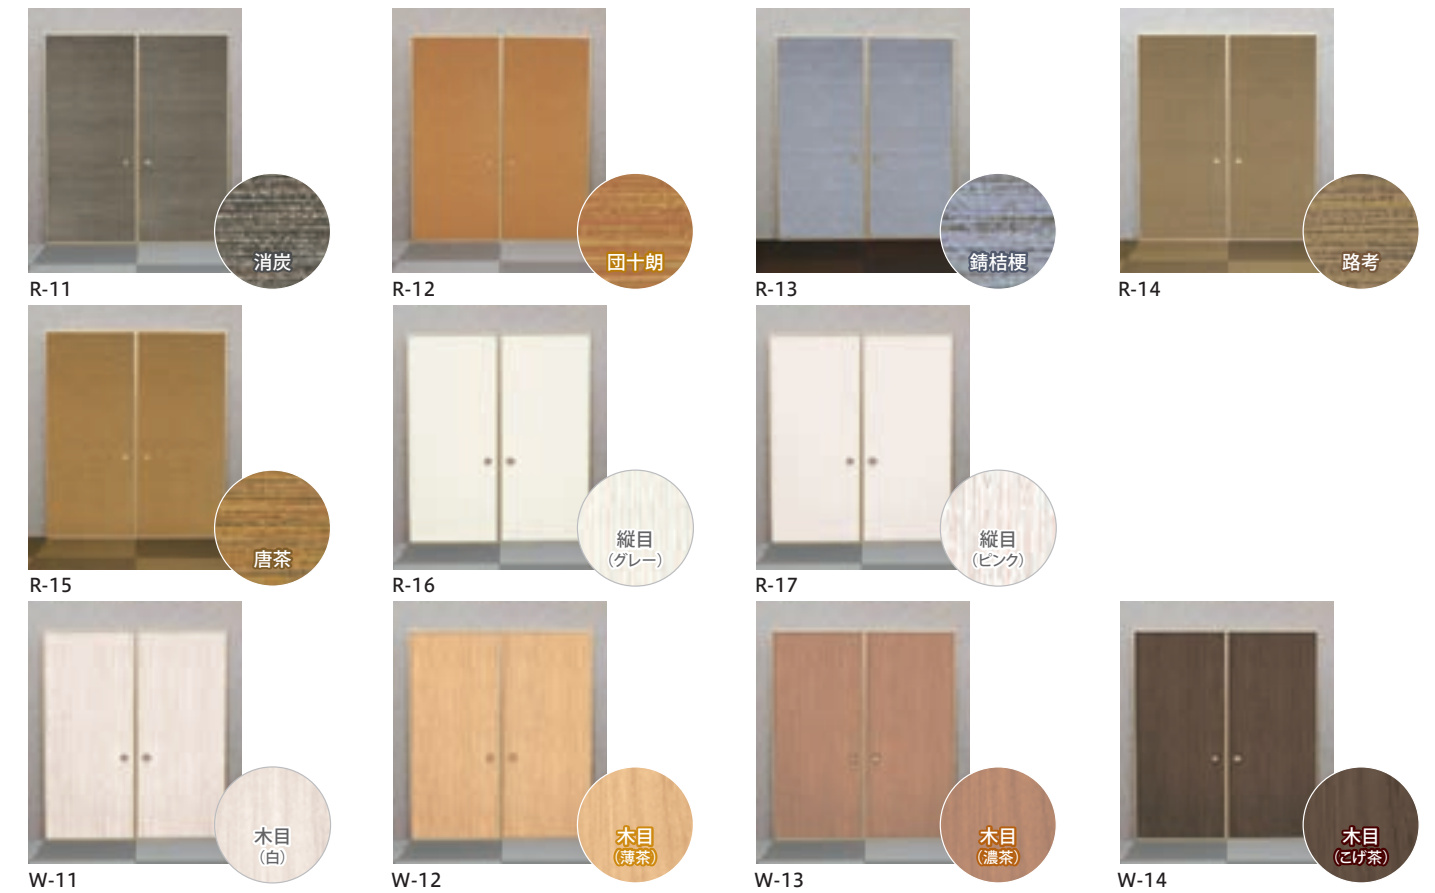 消炭
団十朗
錆桔梗
路考
R-11
R-12
R-13
R-14
唐茶
縦目
(グレー)
縦目
(ピンク)
R-15
R-16
R-17
木目
(白)
木目
(薄茶)
木目
(濃茶)
木目
(こげ茶)
W-11
W-12
W-13
W-14